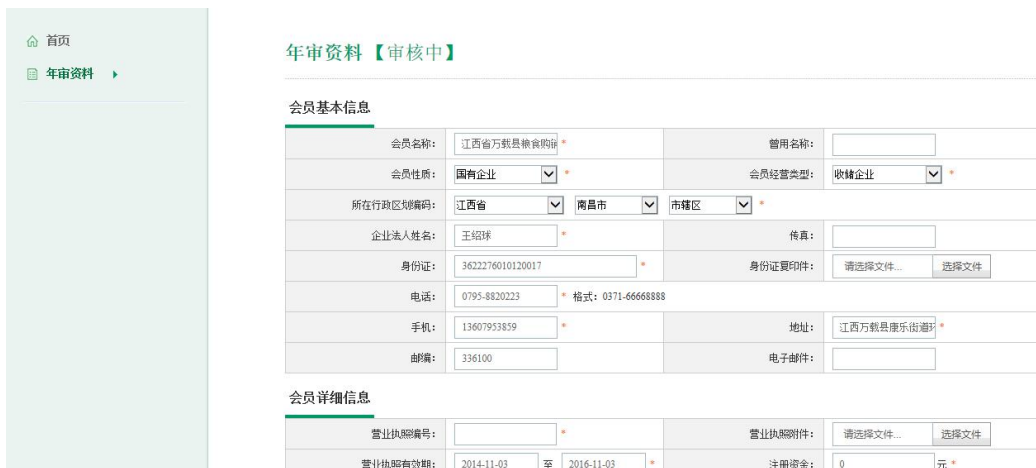 首页
年审资料
年审资料【审核中】
会员基本信息
会员名称: 江西省万载县粮食购销 * 曾用名称:
会员性质: 国有企业 * 会员经营类型: 收储企业 *
所在行政区划编码: 江西省 南昌市 市辖区 *
企业法人姓名: 王绍球 * 传真:
身份证: 3622276010120017 * 身份证复印件: 请选择文件... 选择文件
电话: 0795-8820223 * 格式: 0371-66668888
手机: 13607953859 * 地址: 江西万载县康乐街道环 *
邮编: 336100 电子邮件:
会员详细信息
营业执照编号: * 营业执照附件: 请选择文件... 选择文件
营业执照有效期: 2014-11-03 至 2016-11-03 * 注册资金: 0 元 *